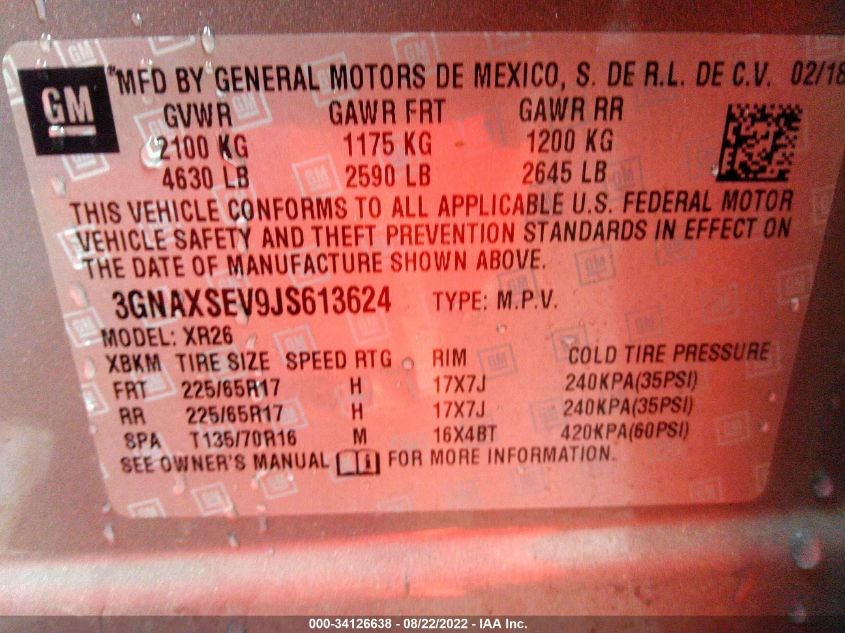 GM
MFD BY GENERAL MOTORS DE MEXICO, S. DE R.L. DE C.V. 02/18
GVWR GAWR FRT GAWR RR
2100 KG 1175 KG 1200 KG
4630 LB 2590 LB 2645 LB
THIS VEHICLE CONFORMS TO ALL APPLICABLE U.S. FEDERAL MOTOR
VEHICLE SAFETY AND THEFT PREVENTION STANDARDS IN EFFECT ON
THE DATE OF MANUFACTURE SHOWN ABOVE.
3GNAXSEV9JS613624 TYPE: M.P.V.
MODEL: XR26
XBKM TIRE SIZE SPEED RTG RIM COLD TIRE PRESSURE
FRT 225/65R17 H 17X7J 240KPA(35PSI)
RR 225/65R17 H 17X7J 240KPA(35PSI)
SPA T135/70R16 M 16X4BT 420KPA(60PSI)
SEE OWNER'S MANUAL i FOR MORE INFORMATION.
000-34126638 - 08/22/2022 - IAA Inc.